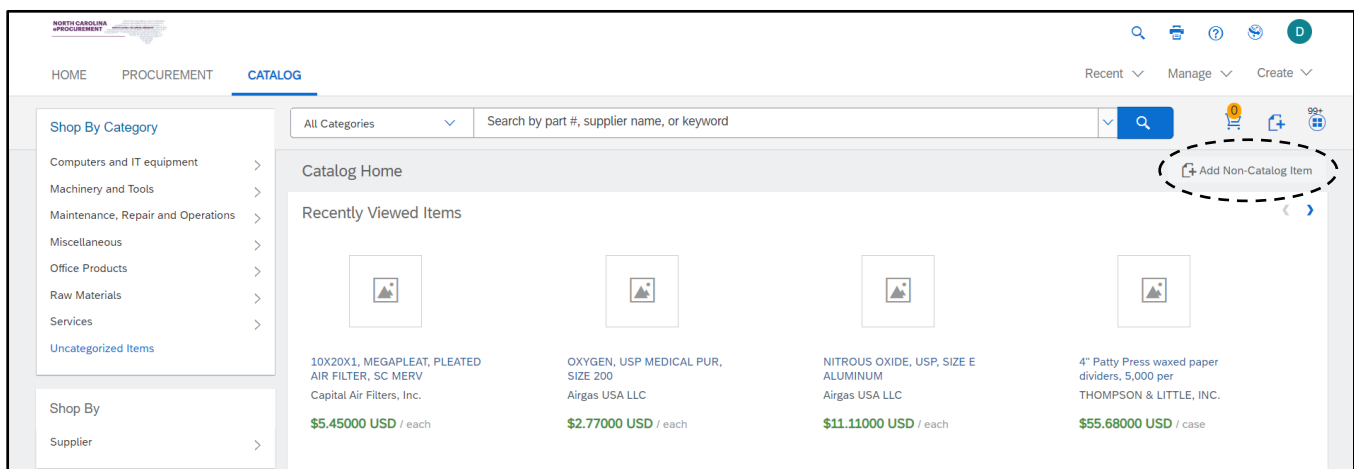 NORTH CAROLINA
ePROCUREMENT
D
HOME PROCUREMENT CATALOG
Recent Manage Create
Shop By Category
Computers and IT equipment
Machinery and Tools
Maintenance, Repair and Operations
Miscellaneous
Office Products
Raw Materials
Services
Uncategorized Items
Shop By
Supplier
All Categories Search by part #, supplier name, or keyword
0 99+
Catalog Home Add Non-Catalog Item
Recently Viewed Items
10X20X1, MEGAPLEAT, PLEATED
AIR FILTER, SC MERV
Capital Air Filters, Inc.
$5.45000 USD / each
OXYGEN, USP MEDICAL PUR,
SIZE 200
Airgas USA LLC
$2.77000 USD / each
NITROUS OXIDE, USP, SIZE E
ALUMINUM
Airgas USA LLC
$11.11000 USD / each
4" Patty Press waxed paper
dividers, 5,000 per
THOMPSON & LITTLE, INC.
$55.68000 USD / case